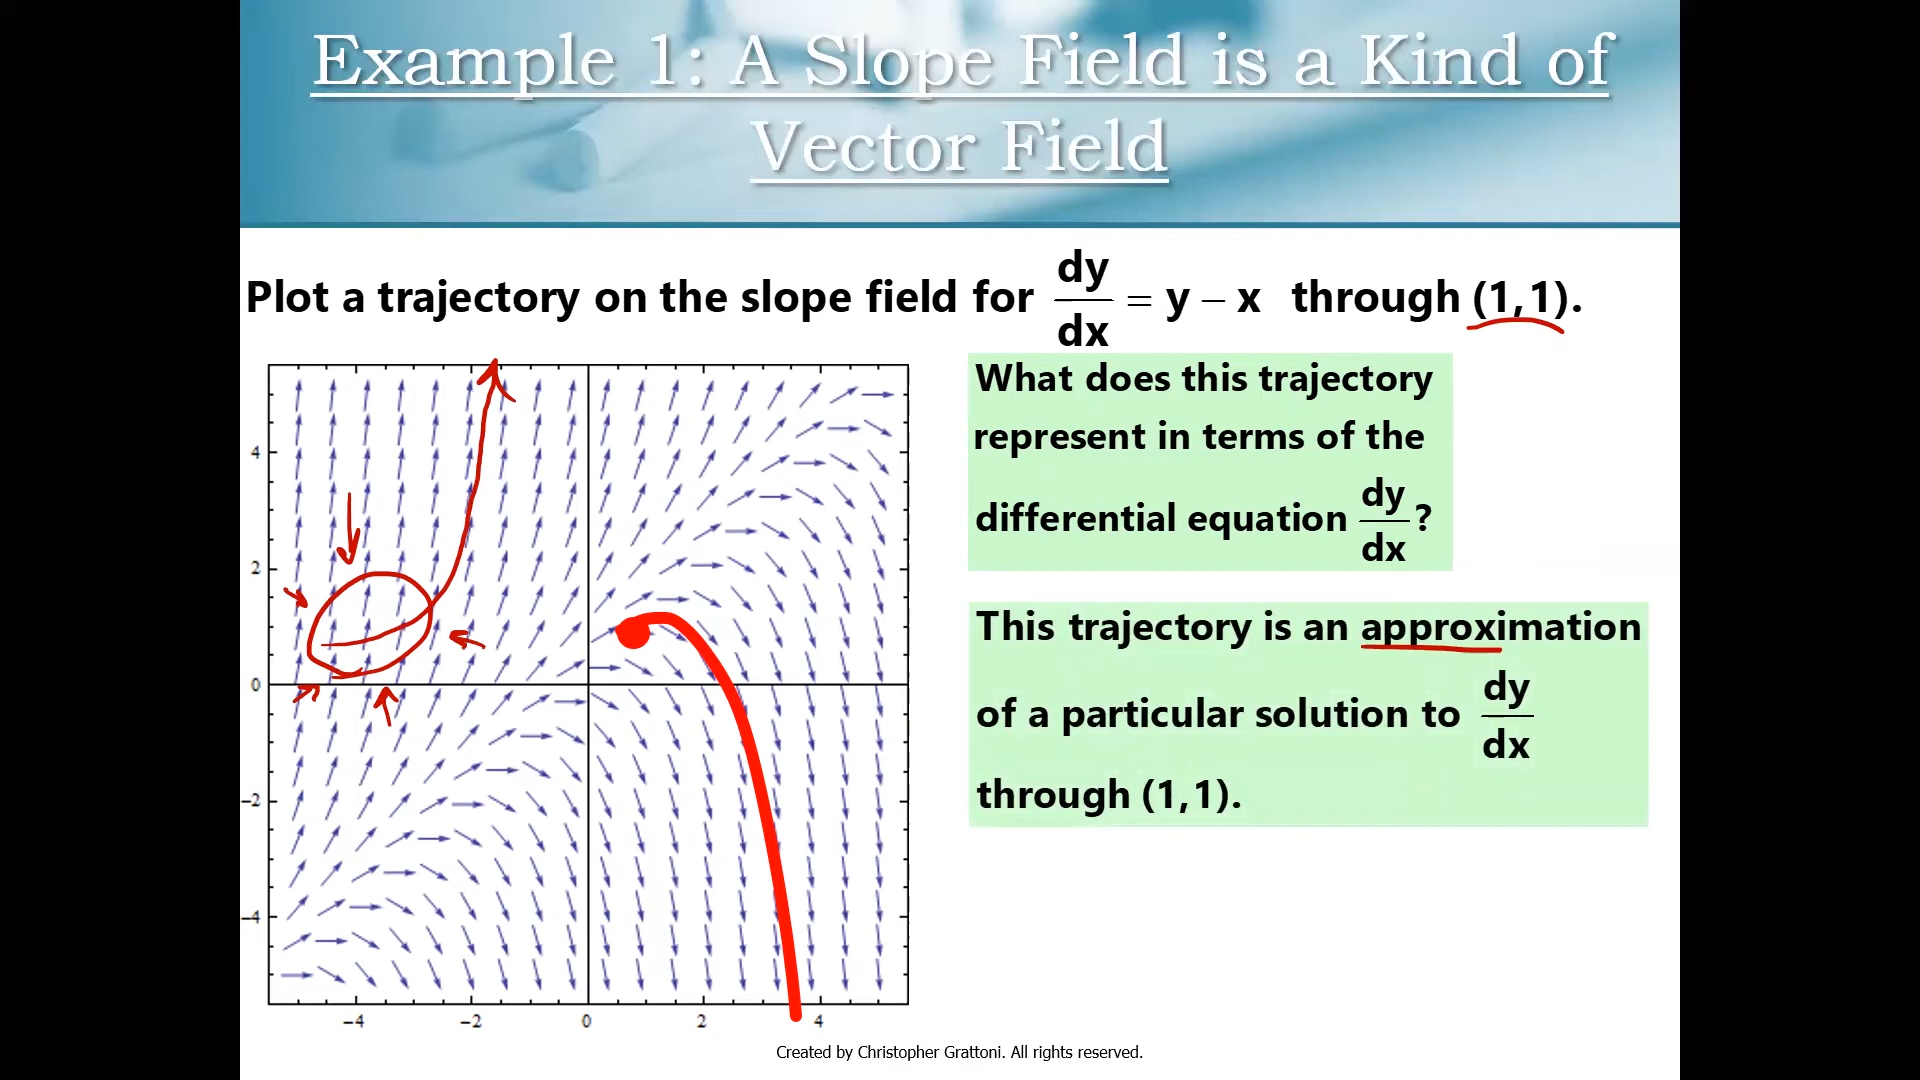 Example 1: A Slope Field is a Kind of
Vector Field
Plot a trajectory on the slope field for dy/dx = y − x through (1,1).
What does this trajectory
represent in terms of the
differential equation dy/dx?
This trajectory is an approximation
of a particular solution to dy/dx
through (1,1).
4
2
0
−2
−4
−4 −2 0 2 4
Created by Christopher Grattoni. All rights reserved.